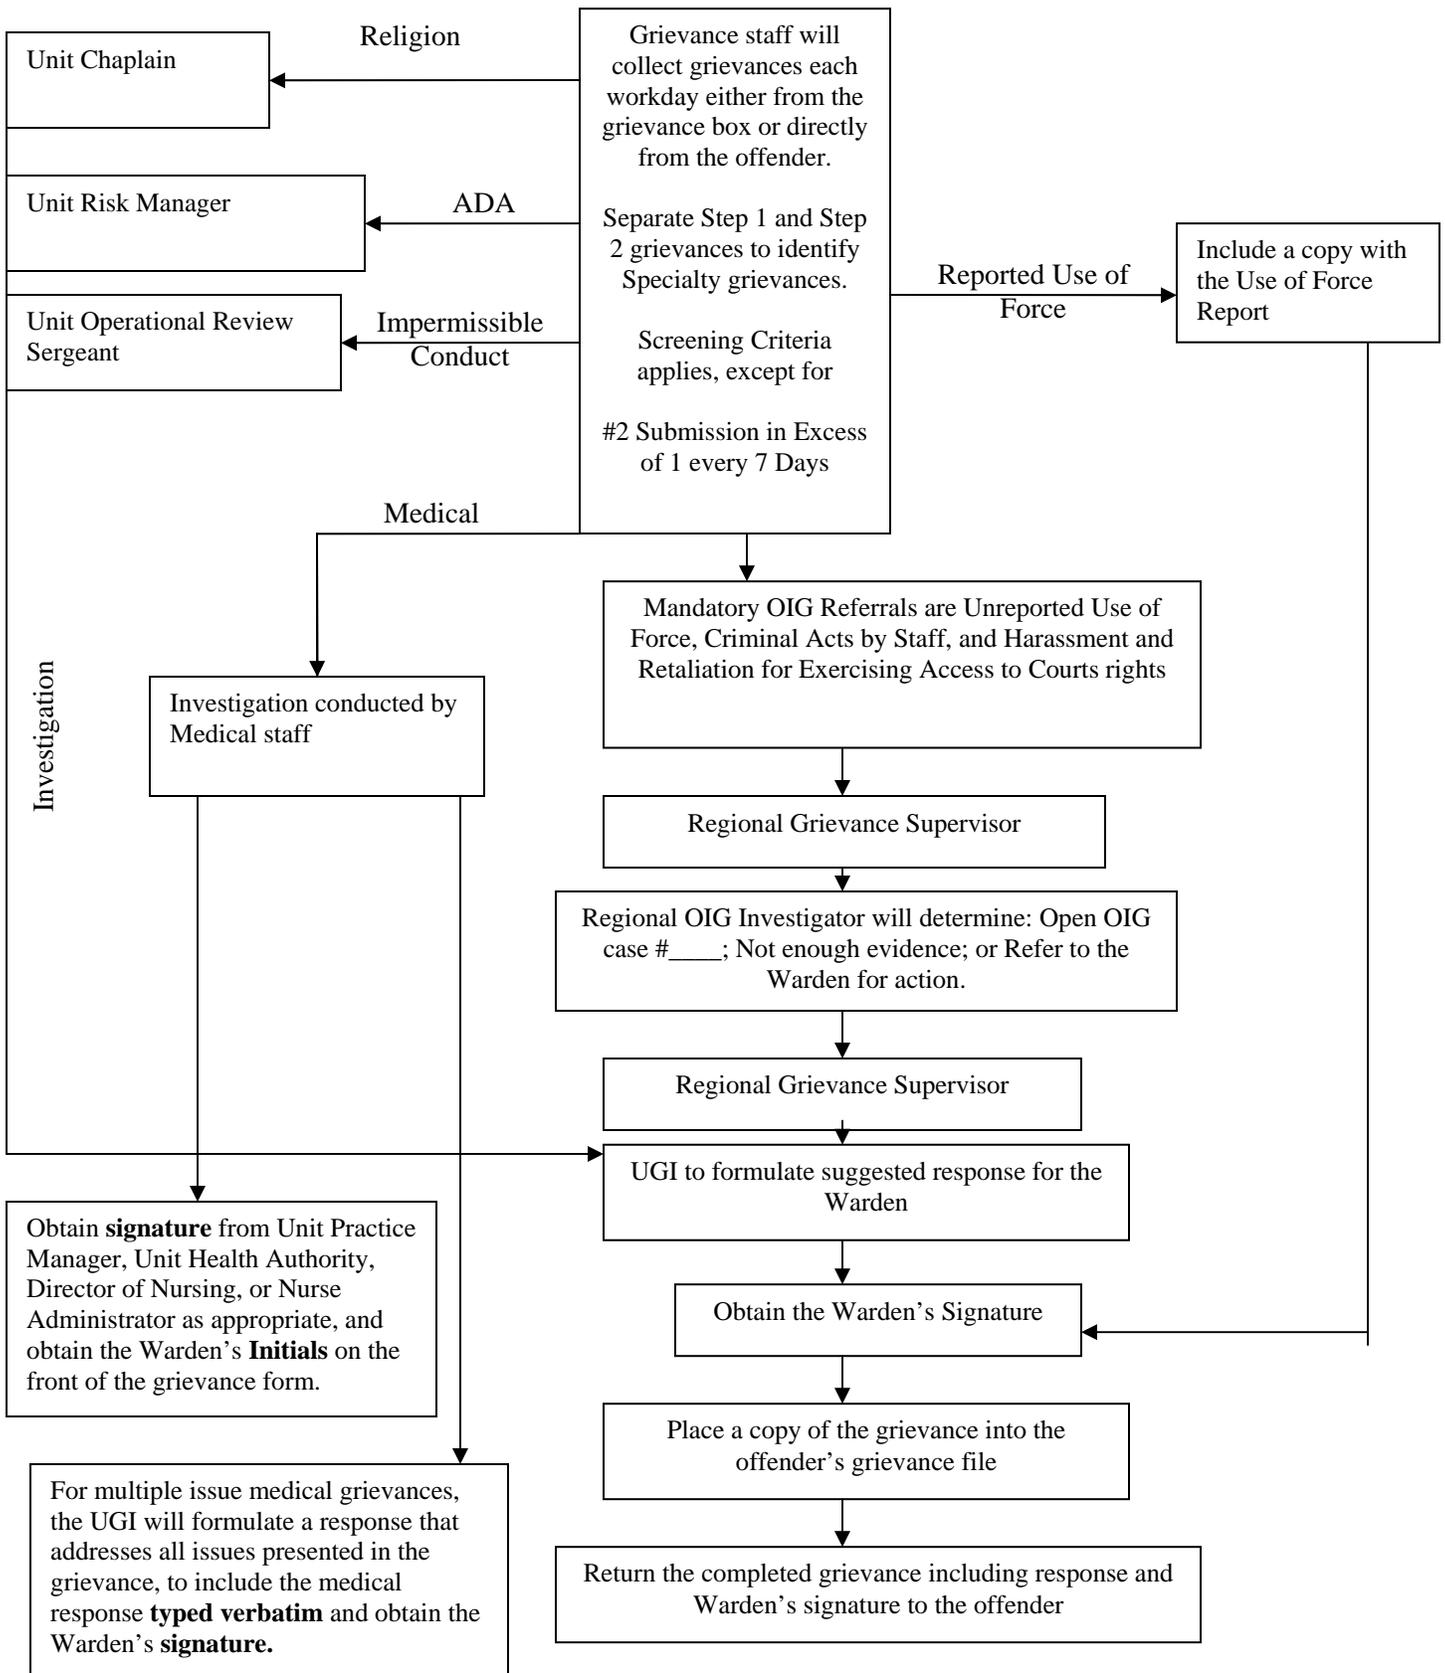 Religion
Unit Chaplain
Grievance staff will
collect grievances each
workday either from the
grievance box or directly
from the offender.
Separate Step 1 and Step
2 grievances to identify
Specialty grievances.
Screening Criteria
applies, except for
#2 Submission in Excess
of 1 every 7 Days
Unit Risk Manager
ADA
Unit Operational Review
Sergeant
Impermissible
Conduct
Reported Use of
Force
Include a copy with
the Use of Force
Report
Medical
Investigation
Investigation conducted by
Medical staff
Mandatory OIG Referrals are Unreported Use of
Force, Criminal Acts by Staff, and Harassment and
Retaliation for Exercising Access to Courts rights
Regional Grievance Supervisor
Regional OIG Investigator will determine: Open OIG
case #____; Not enough evidence; or Refer to the
Warden for action.
Regional Grievance Supervisor
UGI to formulate suggested response for the
Warden
Obtain signature from Unit Practice
Manager, Unit Health Authority,
Director of Nursing, or Nurse
Administrator as appropriate, and
obtain the Warden’s Initials on the
front of the grievance form.
Obtain the Warden’s Signature
Place a copy of the grievance into the
offender’s grievance file
For multiple issue medical grievances,
the UGI will formulate a response that
addresses all issues presented in the
grievance, to include the medical
response typed verbatim and obtain the
Warden’s signature.
Return the completed grievance including response and
Warden’s signature to the offender